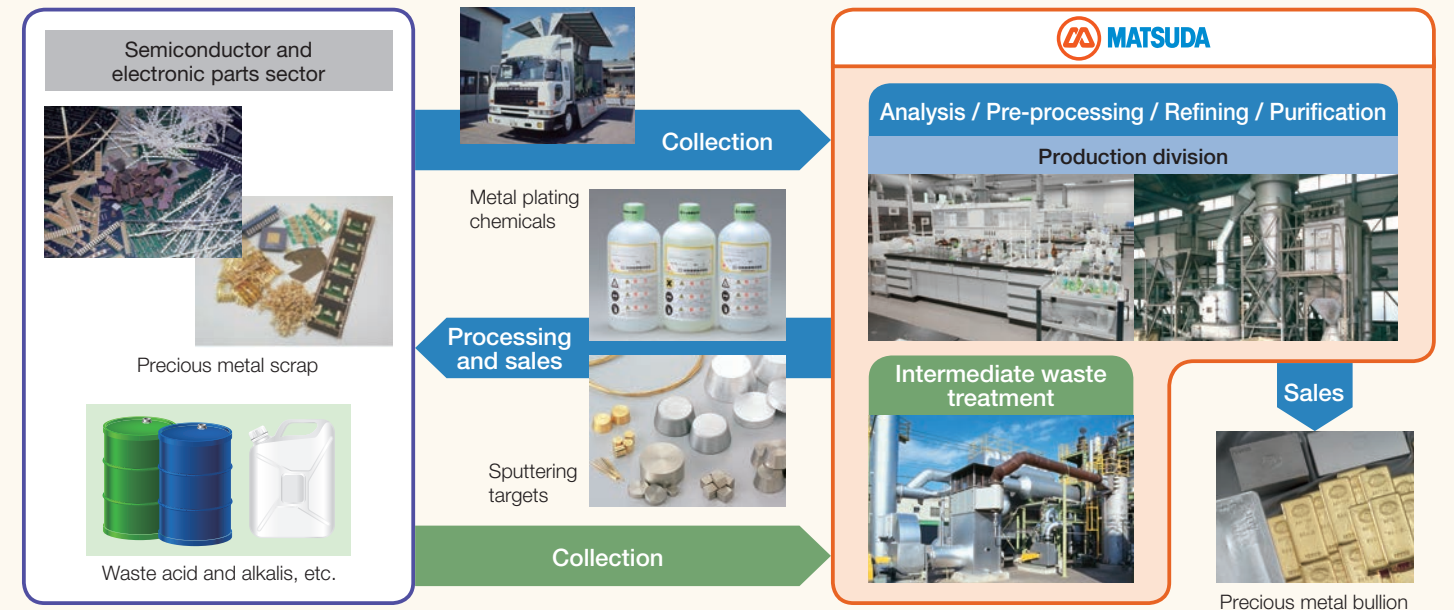 Semiconductor and
electronic parts sector
Precious metal scrap
Waste acid and alkalis, etc.
Collection
Metal plating
chemicals
Processing
and sales
Sputtering
targets
Collection
MATSUDA
Analysis / Pre-processing / Refining / Purification
Production division
Intermediate waste
treatment
Sales
Precious metal bullion